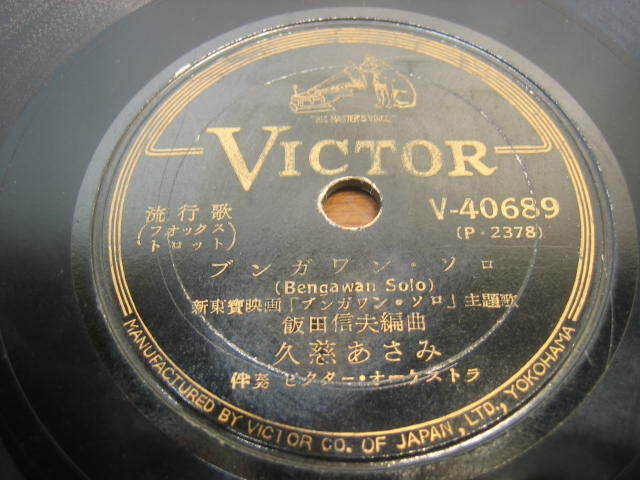 "HIS MASTER'S VOICE"
VICTOR
流行歌
(フォックス
トロット)
V-40689
(P-2378)
ブンガワン・ソロ
(Bengawan Solo)
新東寶映画「ブンガワン・ソロ」主題歌
飯田信夫編曲
久慈あさみ
伴奏 ビクター・オーケストラ
MANUFACTURED BY VICTOR CO. OF JAPAN, LTD., YOKOHAMA